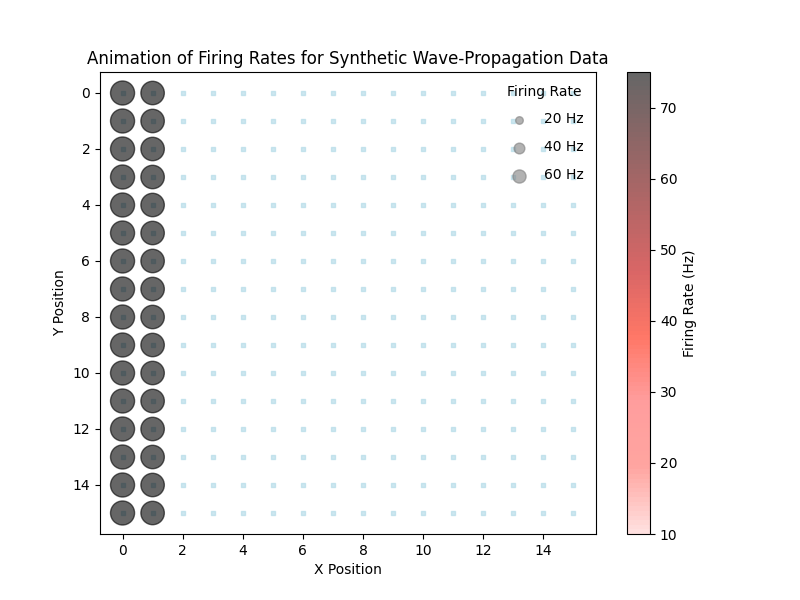 Animation of Firing Rates for Synthetic Wave-Propagation Data
Firing Rate
20 Hz
40 Hz
60 Hz
0
2
4
6
8
10
12
14
Y Position
0 2 4 6 8 10 12 14
X Position
70
60
50
40
30
20
10
Firing Rate (Hz)